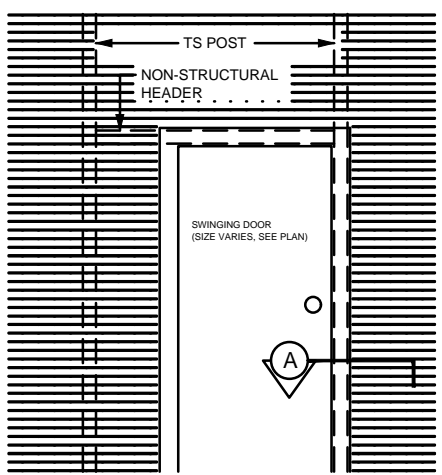 TS POST
NON-STRUCTURAL
HEADER
SWINGING DOOR
(SIZE VARIES, SEE PLAN)
A